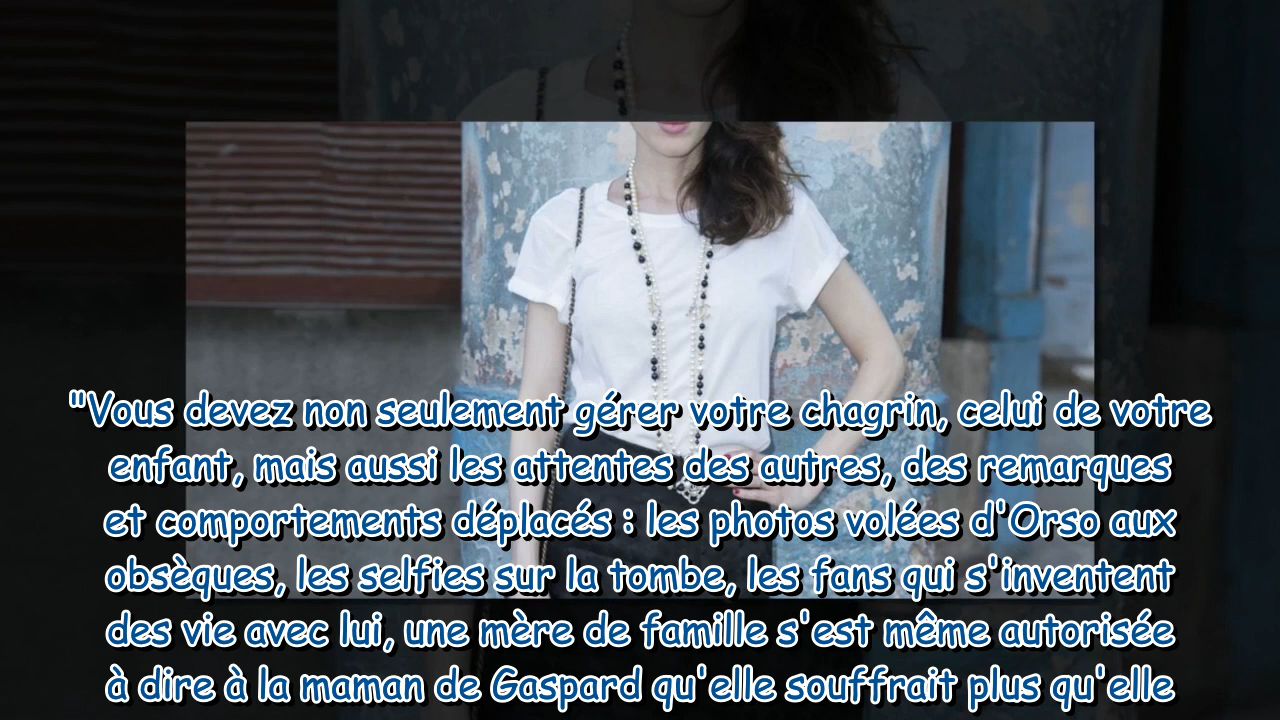 "Vous devez non seulement gérer votre chagrin, celui de votre
enfant, mais aussi les attentes des autres, des remarques
et comportements déplacés : les photos volées d'Orso aux
obsèques, les selfies sur la tombe, les fans qui s'inventent
des vie avec lui, une mère de famille s'est même autorisée
à dire à la maman de Gaspard qu'elle souffrait plus qu'elle